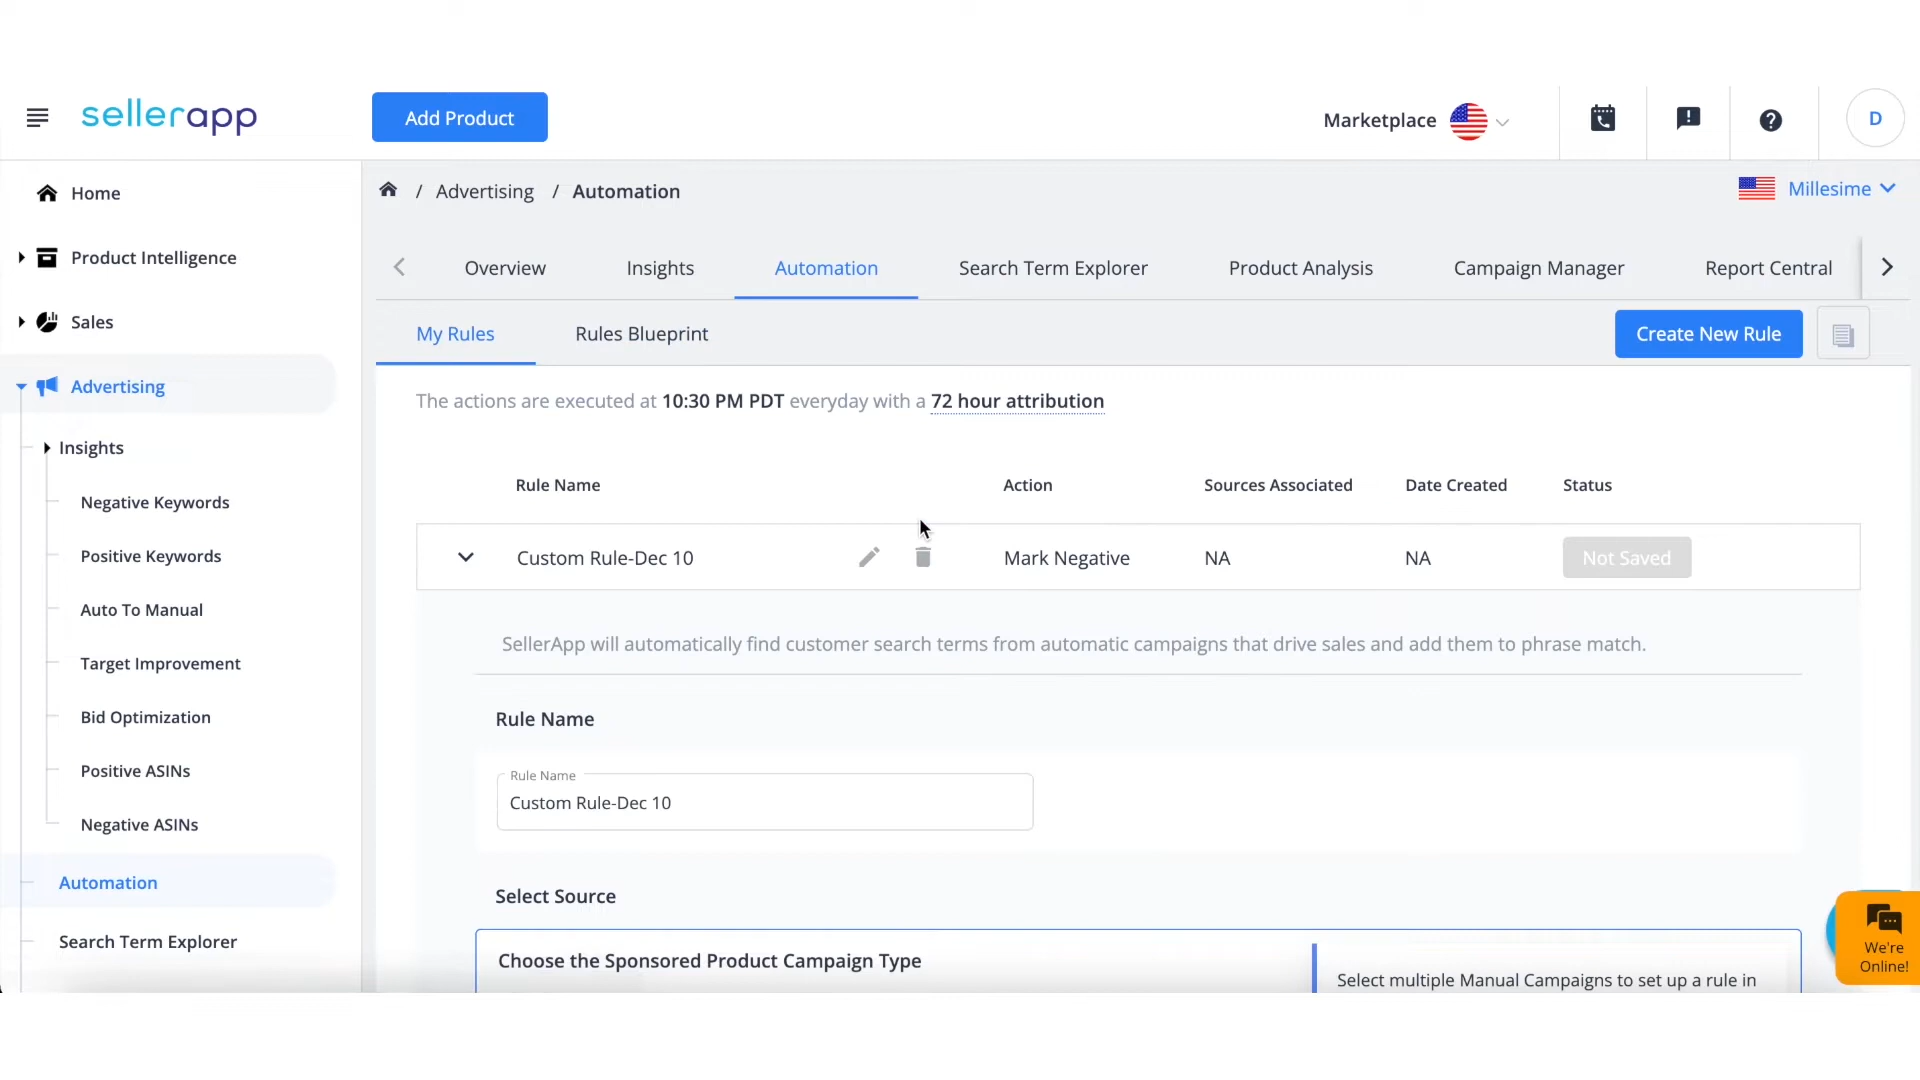 sellerapp
Add Product
Marketplace
D
Home
Product Intelligence
Sales
Advertising
Insights
Negative Keywords
Positive Keywords
Auto To Manual
Target Improvement
Bid Optimization
Positive ASINs
Negative ASINs
Automation
Search Term Explorer
/ Advertising / Automation
Millesime
Overview Insights Automation Search Term Explorer Product Analysis Campaign Manager Report Central
My Rules Rules Blueprint
Create New Rule
The actions are executed at 10:30 PM PDT everyday with a 72 hour attribution
Rule Name Action Sources Associated Date Created Status
Custom Rule-Dec 10 Mark Negative NA NA Not Saved
SellerApp will automatically find customer search terms from automatic campaigns that drive sales and add them to phrase match.
Rule Name
Rule Name
Custom Rule-Dec 10
Select Source
Choose the Sponsored Product Campaign Type
Select multiple Manual Campaigns to set up a rule in
We're
Online!